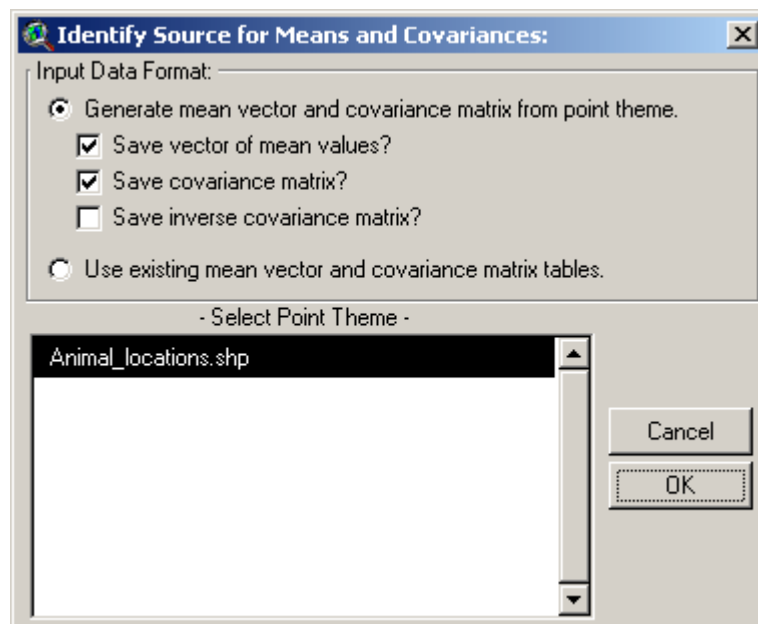 Identify Source for Means and Covariances:
Input Data Format:
Generate mean vector and covariance matrix from point theme.
Save vector of mean values?
Save covariance matrix?
Save inverse covariance matrix?
Use existing mean vector and covariance matrix tables.
- Select Point Theme -
Animal_locations.shp
Cancel
OK